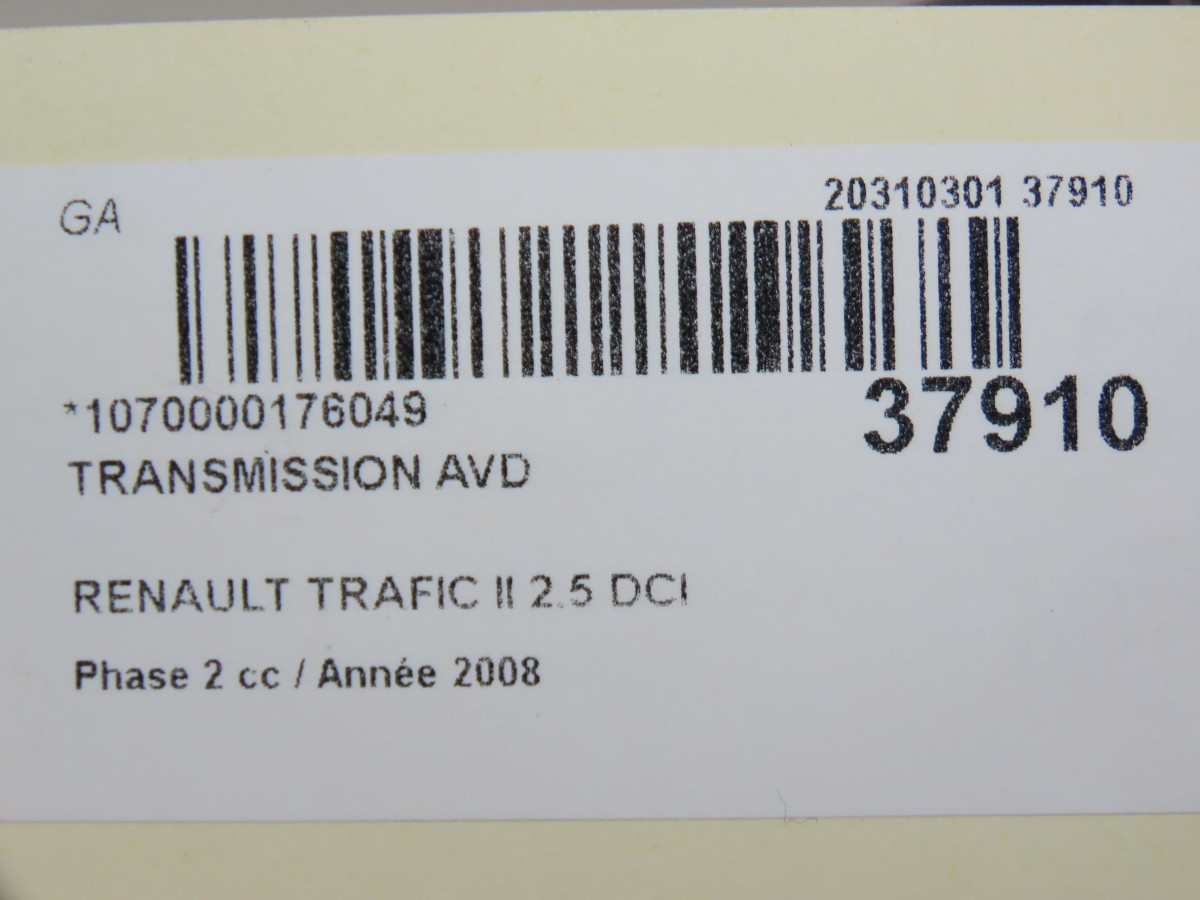 GA
20310301 37910
*1070000176049
37910
TRANSMISSION AVD
RENAULT TRAFIC II 2.5 DCI
Phase 2 cc / Année 2008